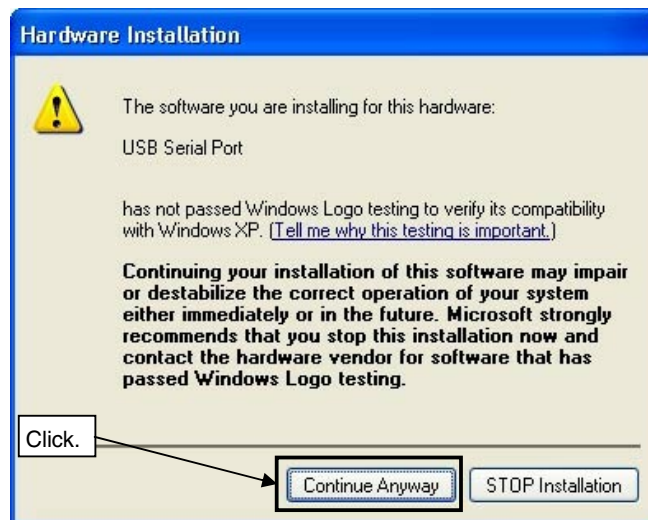 Hardware Installation
The software you are installing for this hardware:
USB Serial Port
has not passed Windows Logo testing to verify its compatibility
with Windows XP. (Tell me why this testing is important.)
Continuing your installation of this software may impair
or destabilize the correct operation of your system
either immediately or in the future. Microsoft strongly
recommends that you stop this installation now and
contact the hardware vendor for software that has
passed Windows Logo testing.
Click.
Continue Anyway STOP Installation